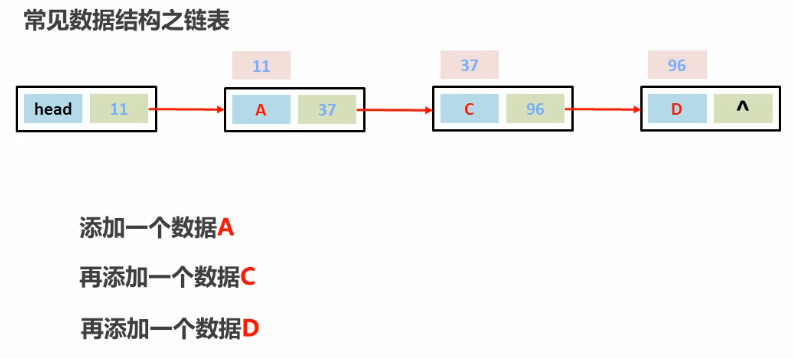 常见数据结构之链表
11 37 96
head 11 A 37 C 96 D ^
添加一个数据A
再添加一个数据C
再添加一个数据D